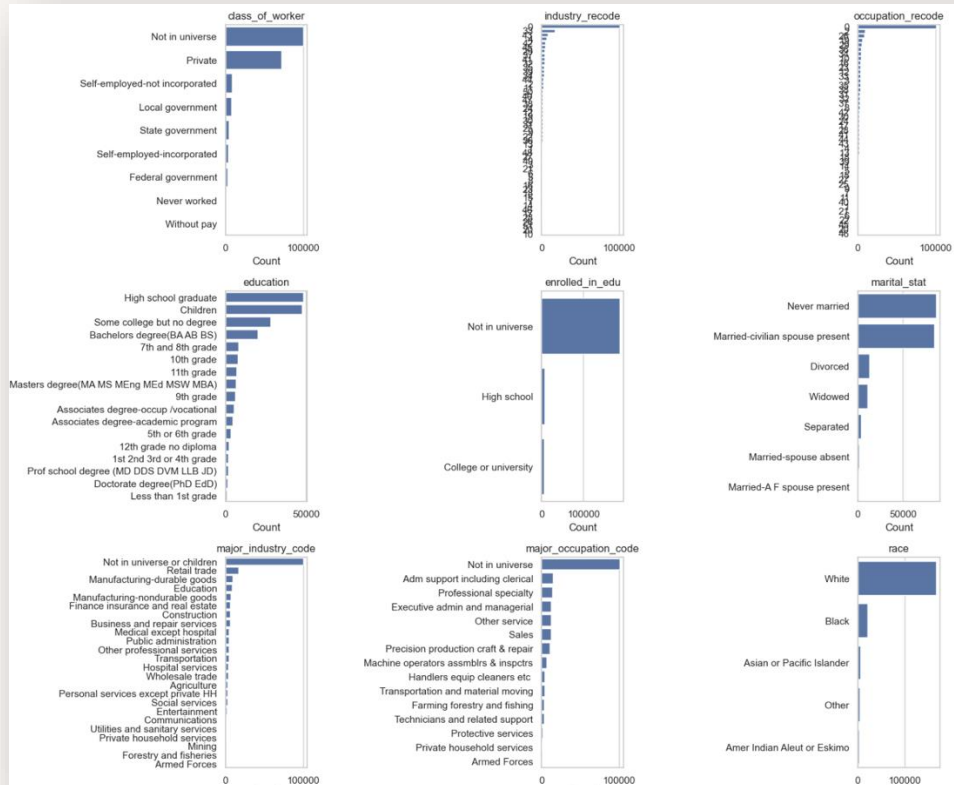 class_of_worker
Not in universe
Private
Self-employed-not incorporated
Local government
State government
Self-employed-incorporated
Federal government
Never worked
Without pay
0
100000
Count
industry_recode
0
100000
Count
occupation_recode
0
100000
Count
education
High school graduate
Children
Some college but no degree
Bachelors degree(BA AB BS)
7th and 8th grade
10th grade
11th grade
Masters degree(MA MS MEng MEd MSW MBA)
9th grade
Associates degree-occup /vocational
Associates degree-academic program
5th or 6th grade
12th grade no diploma
1st 2nd 3rd or 4th grade
Prof school degree (MD DDS DVM LLB JD)
Doctorate degree(PhD EdD)
Less than 1st grade
0
50000
Count
enrolled_in_edu
Not in universe
High school
College or university
0
100000
Count
marital_stat
Never married
Married-civilian spouse present
Divorced
Widowed
Separated
Married-spouse absent
Married-A F spouse present
0
50000
Count
major_industry_code
Not in universe or children
Retail trade
Manufacturing-durable goods
Education
Manufacturing-nondurable goods
Finance insurance and real estate
Construction
Business and repair services
Medical except hospital
Public administration
Other professional services
Transportation
Hospital services
Wholesale trade
Agriculture
Personal services except private HH
Social services
Entertainment
Communications
Utilities and sanitary services
Private household services
Mining
Forestry and fisheries
Armed Forces
0
100000
major_occupation_code
Not in universe
Adm support including clerical
Professional specialty
Executive admin and managerial
Other service
Sales
Precision production craft & repair
Machine operators assmblrs & inspctrs
Handlers equip cleaners etc
Transportation and material moving
Farming forestry and fishing
Technicians and related support
Protective services
Private household services
Armed Forces
0
100000
race
White
Black
Asian or Pacific Islander
Other
Amer Indian Aleut or Eskimo
0
100000